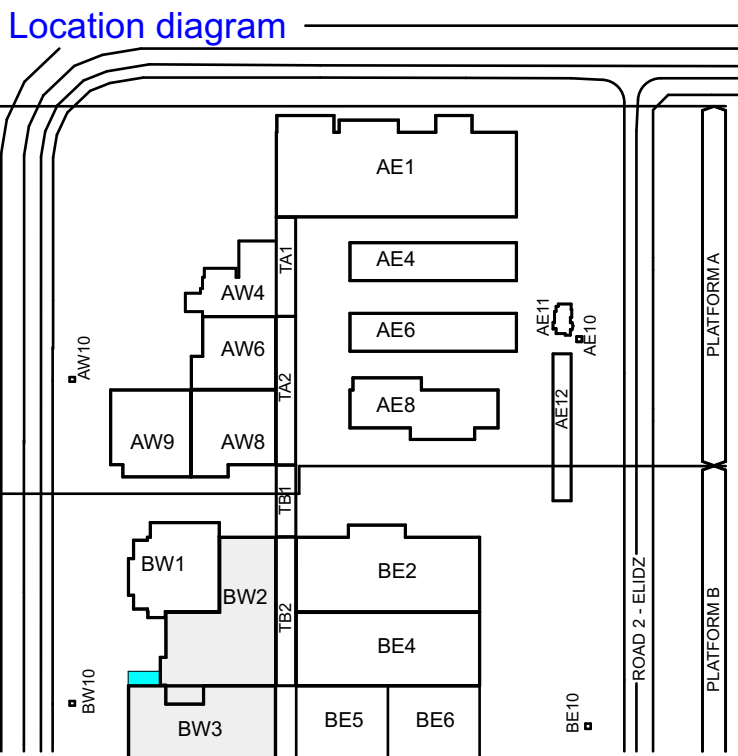 Location diagram
AE1
TA1
AE4
PLATFORM A
AW4
AE11
AE10
AE6
AW6
AW10
TA2
AE8
AE12
AW9
AW8
TB1
BW1
BE2
BW2
TB2
ROAD 2 - ELIDZ
PLATFORM B
BE4
BW10
BW3
BE5
BE6
BE10